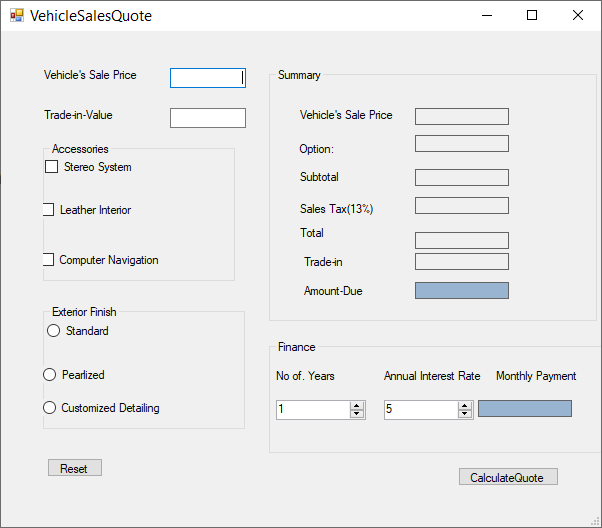 VehicleSalesQuote
Vehicle's Sale Price
Trade-in-Value
Accessories
Stereo System
Leather Interior
Computer Navigation
Exterior Finish
Standard
Pearlized
Customized Detailing
Reset
Summary
Vehicle's Sale Price
Option:
Subtotal
Sales Tax(13%)
Total
Trade-in
Amount-Due
Finance
No of. Years Annual Interest Rate Monthly Payment
1 5
CalculateQuote